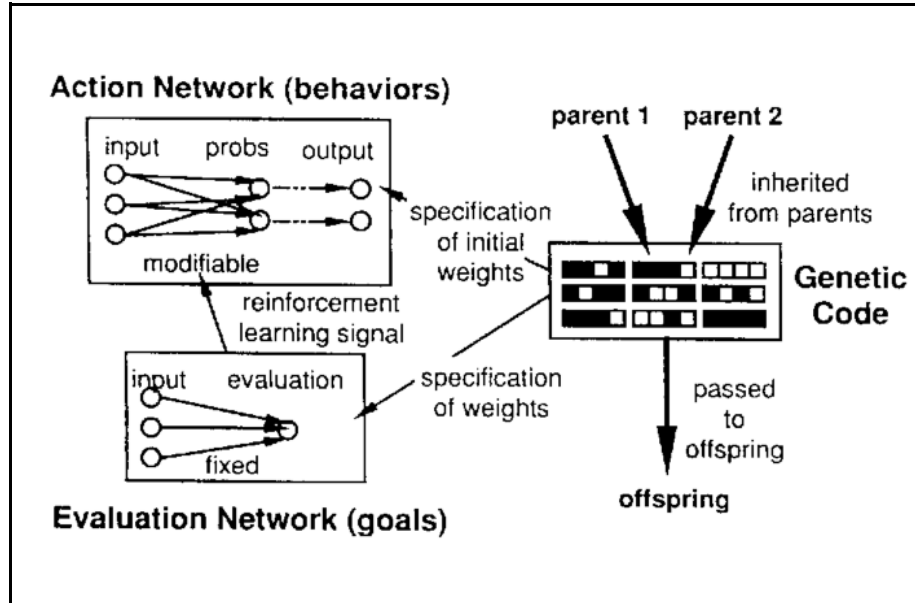 Action Network (behaviors)
input probs output
modifiable
reinforcement
learning signal
input evaluation
fixed
Evaluation Network (goals)
specification
of initial
weights
specification
of weights
parent 1 parent 2
inherited
from parents
Genetic
Code
passed
to
offspring
offspring